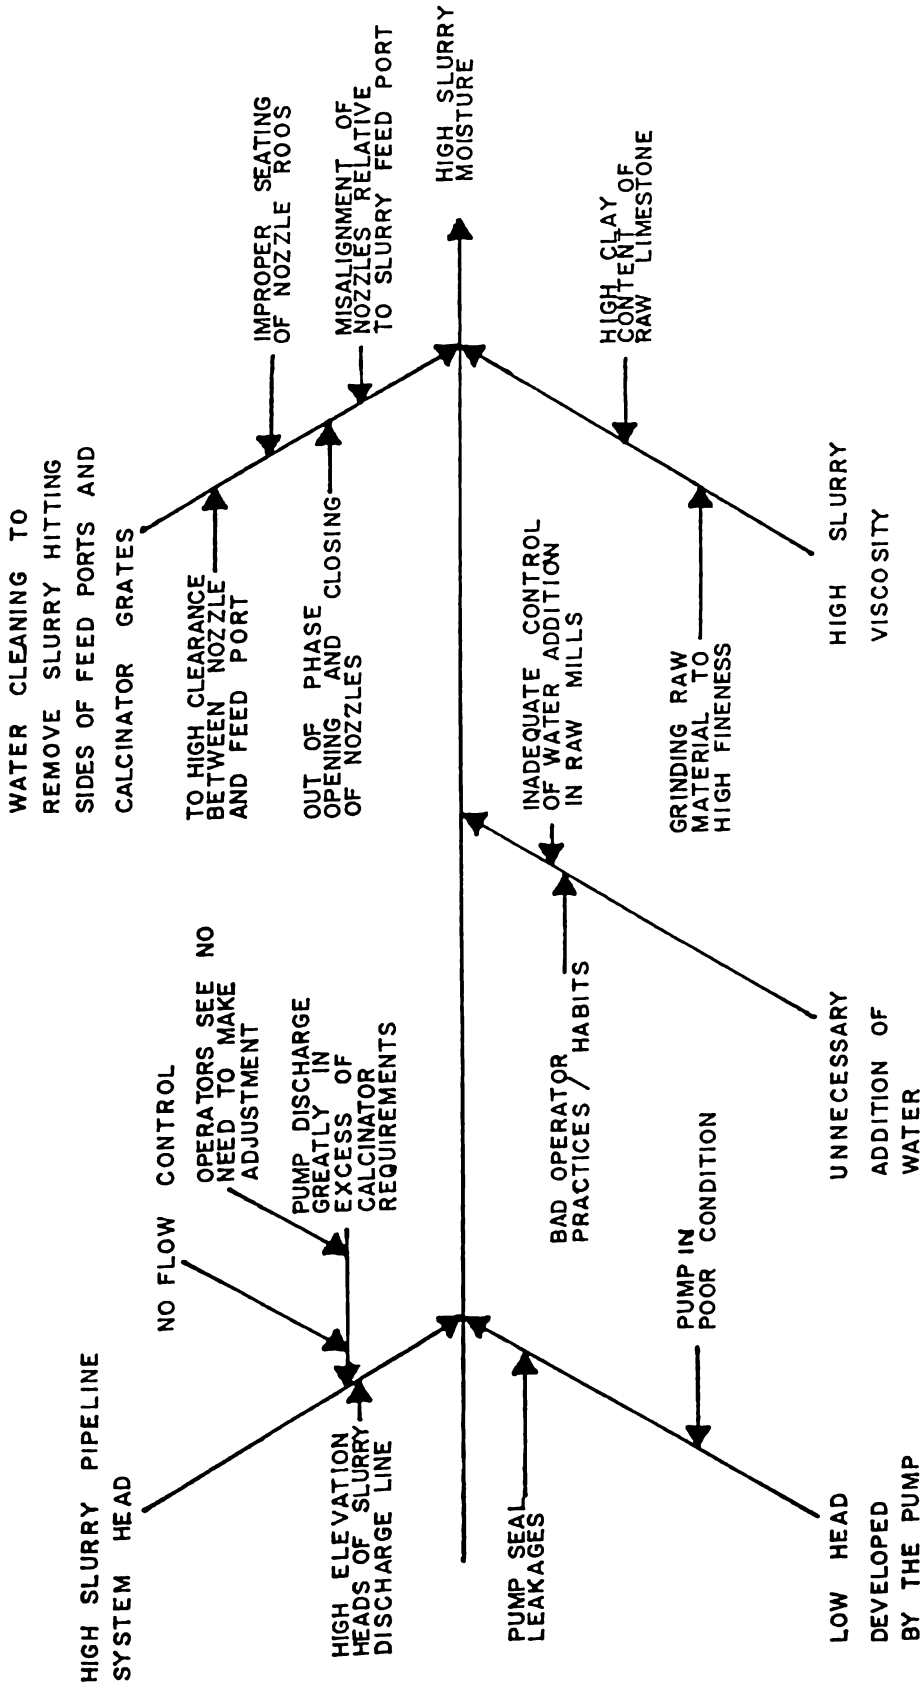 HIGH SLURRY PIPELINE
SYSTEM HEAD
NO FLOW CONTROL
OPERATORS SEE NO
NEED TO MAKE
ADJUSTMENT
PUMP DISCHARGE
GREATLY IN
EXCESS OF
CALCINATOR
REQUIREMENTS
HIGH ELEVATION
HEADS OF SLURRY
DISCHARGE LINE
WATER CLEANING TO
REMOVE SLURRY HITTING
SIDES OF FEED PORTS AND
CALCINATOR GRATES
TO HIGH CLEARANCE
BETWEEN NOZZLE
AND FEED PORT
IMPROPER SEATING
OF NOZZLE ROOS
OUT OF PHASE
OPENING AND CLOSING
OF NOZZLES
MISALIGNMENT OF
NOZZLES RELATIVE
TO SLURRY FEED PORT
HIGH SLURRY
MOISTURE
PUMP SEAL
LEAKAGES
PUMP IN
POOR CONDITION
LOW HEAD
DEVELOPED
BY THE PUMP
BAD OPERATOR
PRACTICES / HABITS
INADEQUATE CONTROL
OF WATER ADDITION
IN RAW MILLS
UNNECESSARY
ADDITION OF
WATER
HIGH CLAY
CONTENT OF
RAW LIMESTONE
GRINDING RAW
MATERIAL TO
HIGH FINENESS
HIGH SLURRY
VISCOSITY